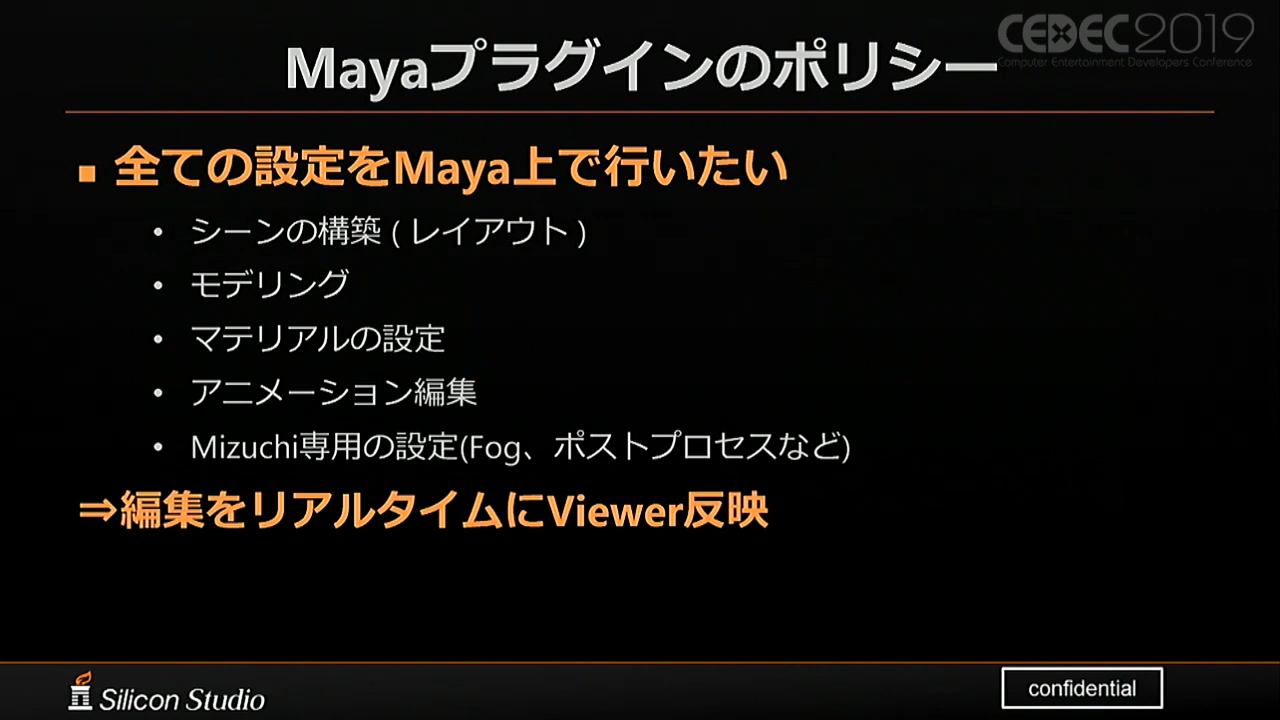 CEDEC2019
Computer Entertainment Developers Conference
Mayaプラグインのポリシー
■ 全ての設定をMaya上で行いたい
• シーンの構築 ( レイアウト )
• モデリング
• マテリアルの設定
• アニメーション編集
• Mizuchi専用の設定(Fog、ポストプロセスなど)
⇒編集をリアルタイムにViewer反映
Silicon Studio
confidential